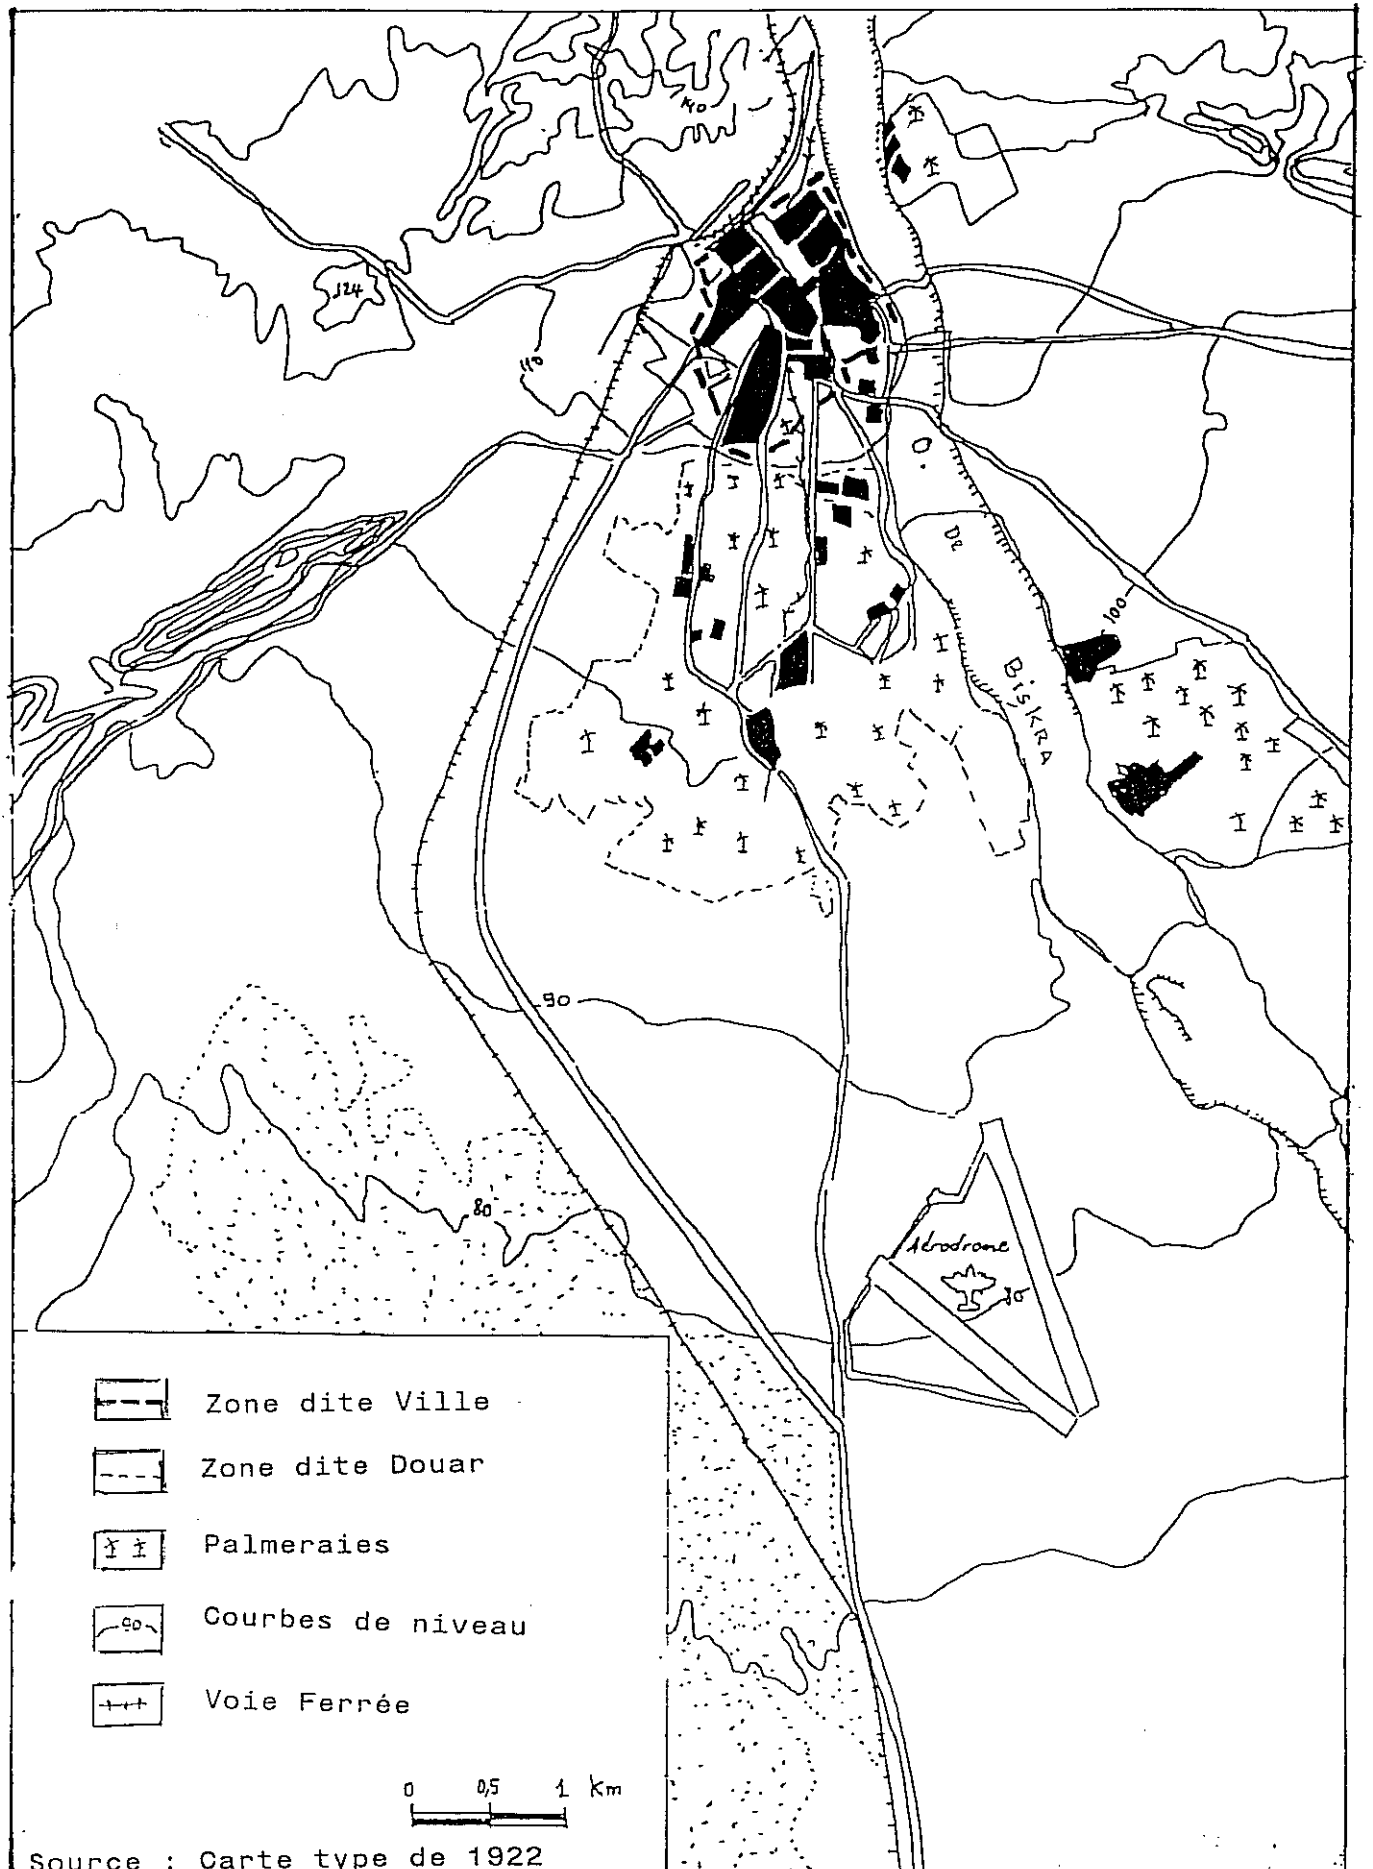 124
110
O.
De
100
Biskra
90
80
Aérodrome
Zone dite Ville
Zone dite Douar
Palmeraies
90
Courbes de niveau
Voie Ferrée
0 0,5 1 Km
Source : Carte type de 1922